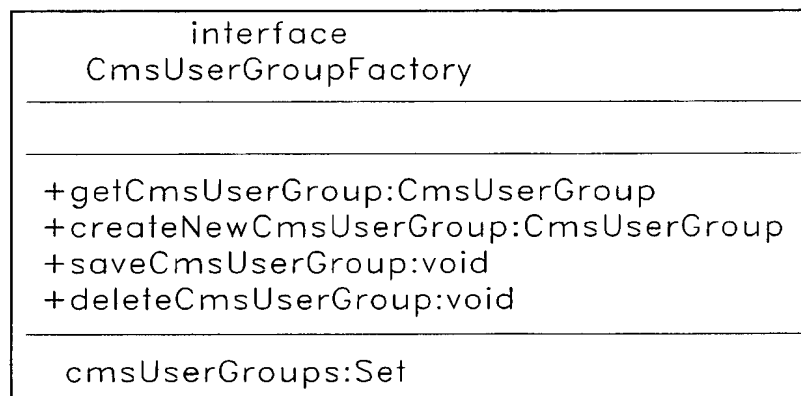 interface
CmsUserGroupFactory
+getCmsUserGroup:CmsUserGroup
+createNewCmsUserGroup:CmsUserGroup
+saveCmsUserGroup:void
+deleteCmsUserGroup:void
cmsUserGroups:Set